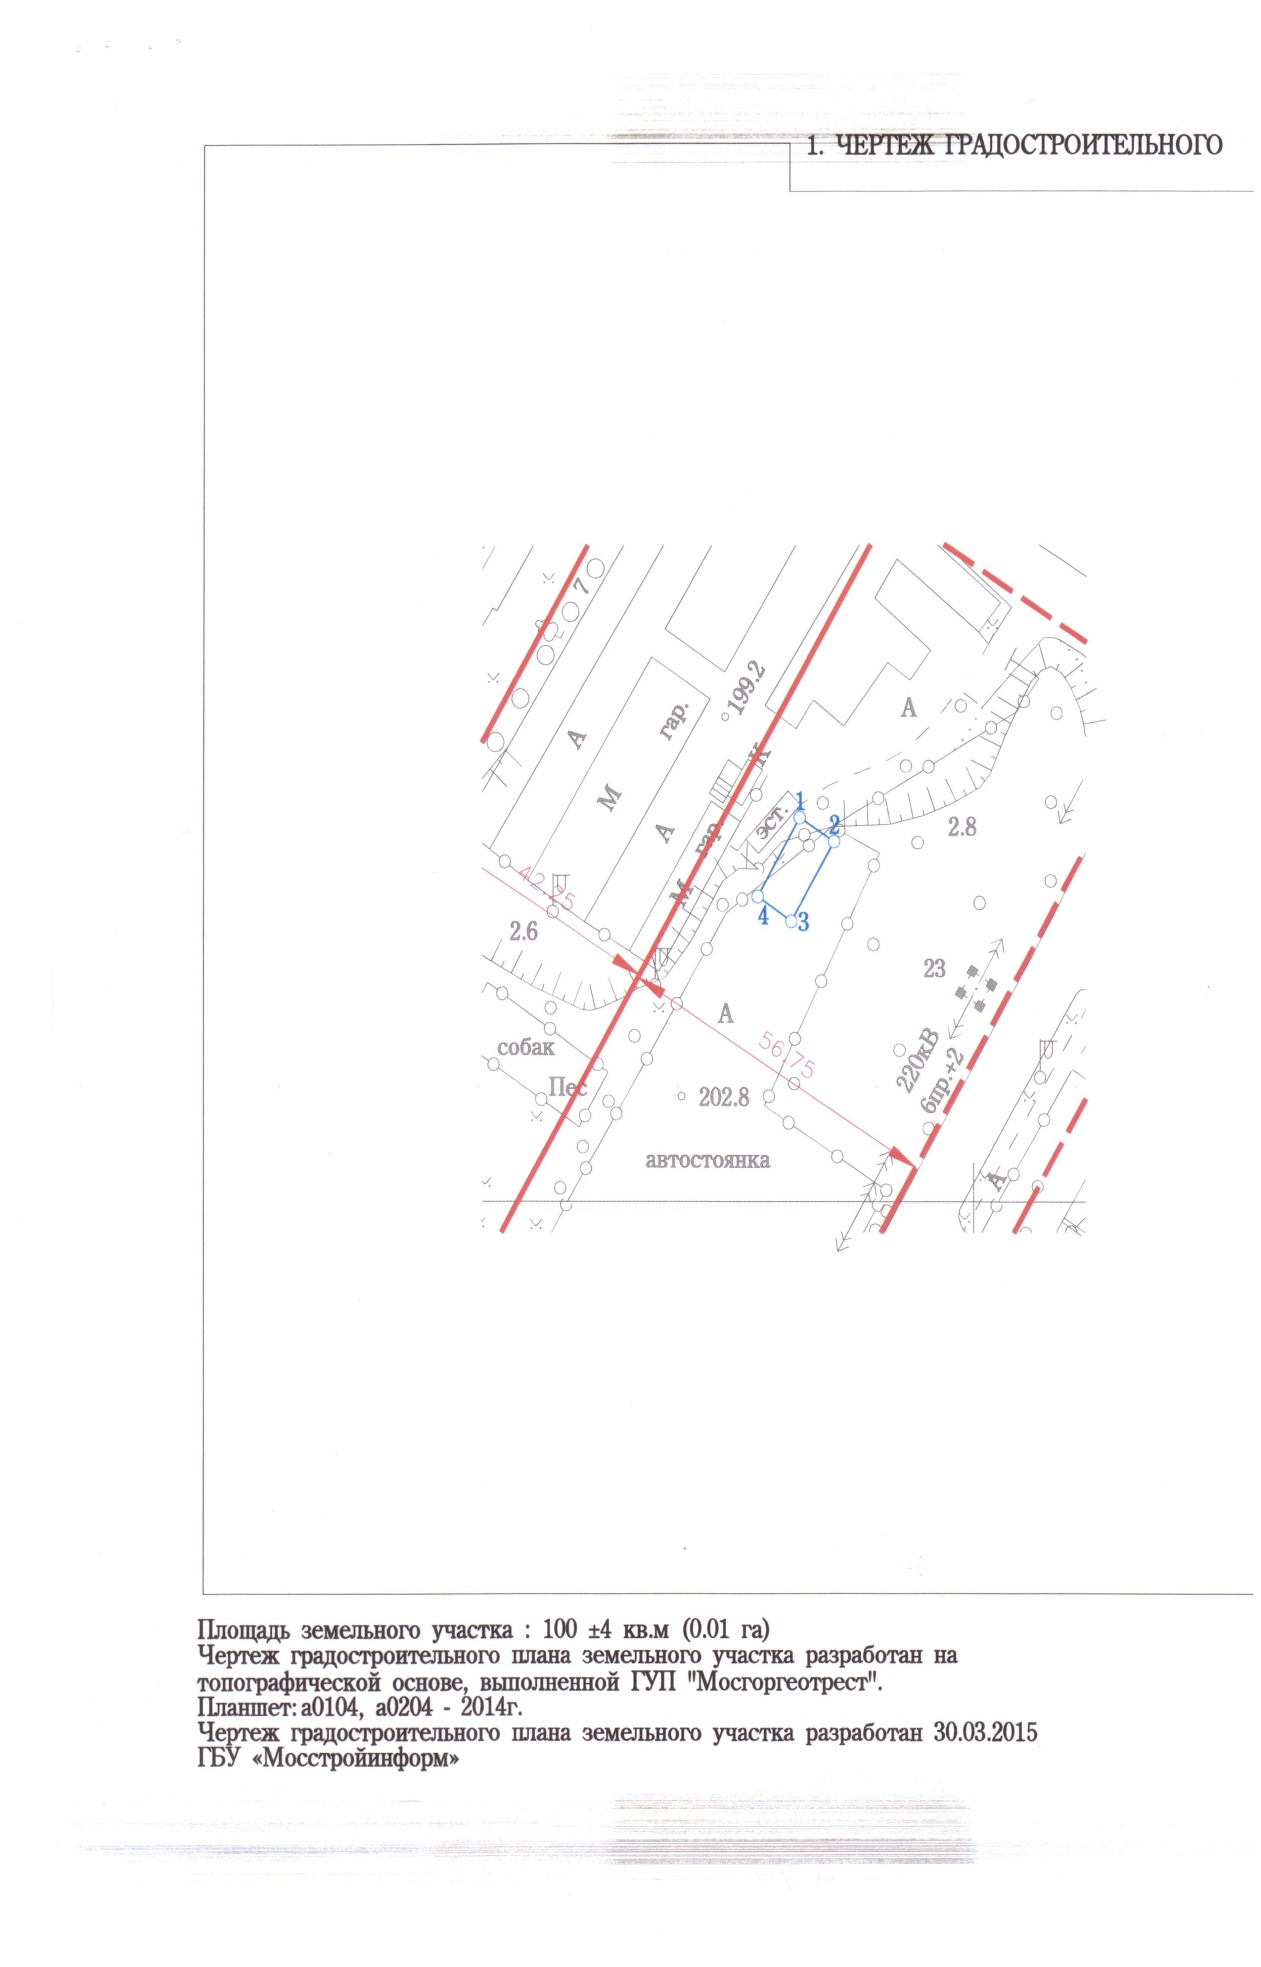 1. ЧЕРТЕЖ ГРАДОСТРОИТЕЛЬНОГО
7
А
гар.
199.2
А
М
К
А
1
эст.
2
2.8
гар.
42.25
М
4
3
2.6
23
А
собак
56.75
220кВ
Пес
6пр.+2
202.8
автостоянка
А
Площадь земельного участка : 100 ±4 кв.м (0.01 га)
Чертеж градостроительного плана земельного участка разработан на
топографической основе, выполненной ГУП "Мосгоргеотрест".
Планшет: а0104, а0204 - 2014г.
Чертеж градостроительного плана земельного участка разработан 30.03.2015
ГБУ «Мосстройинформ»